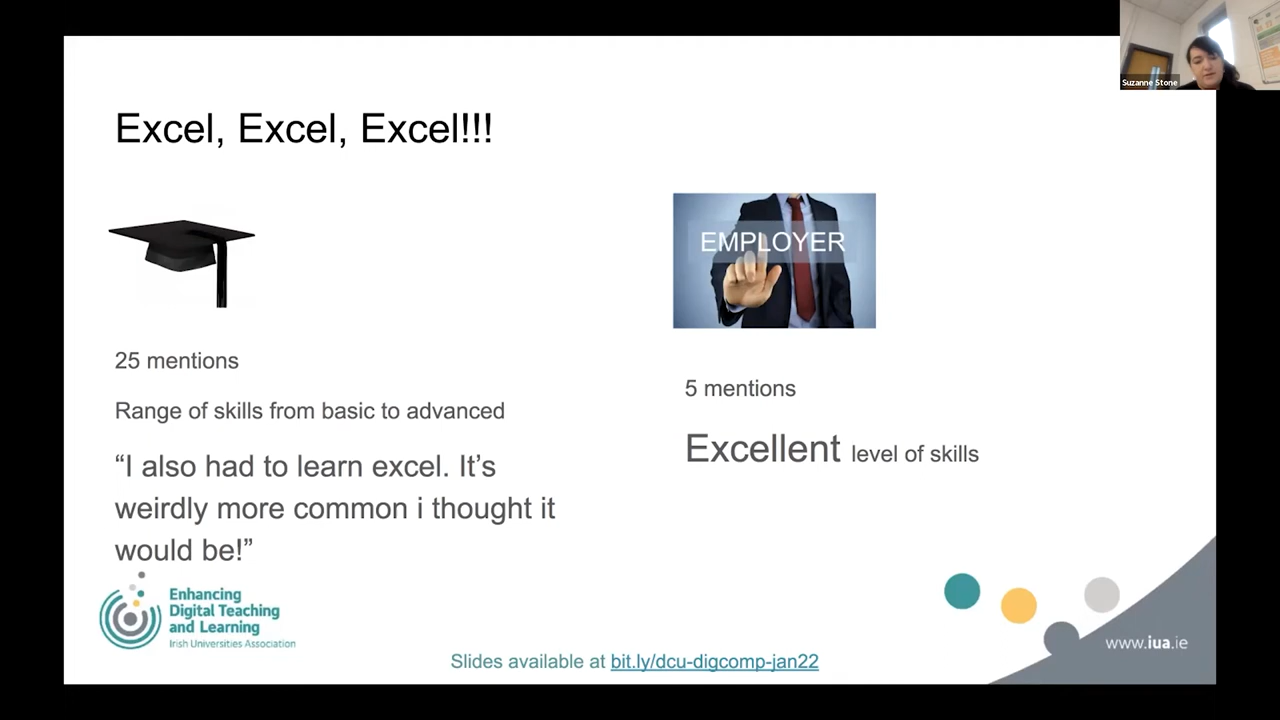 Suzanne Stone
Excel, Excel, Excel!!!
EMPLOYER
25 mentions
Range of skills from basic to advanced
“I also had to learn excel. It’s
weirdly more common i thought it
would be!”
5 mentions
Excellent level of skills
Enhancing
Digital Teaching
and Learning
Irish Universities Association
www.iua.ie
Slides available at bit.ly/dcu-digcomp-jan22